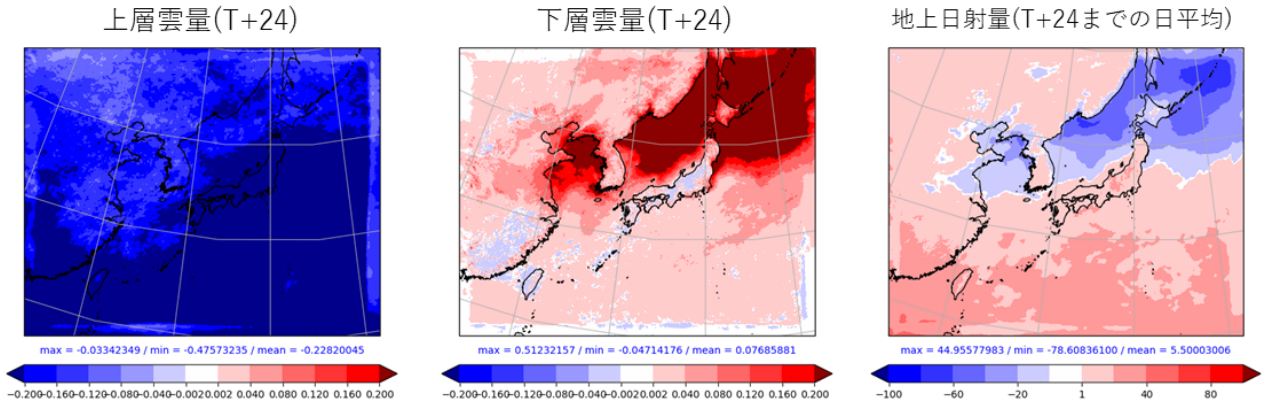 上層雲量(T+24)
下層雲量(T+24)
地上日射量(T+24までの日平均)
max = -0.03342349 / min = -0.47573235 / mean = -0.22820045
max = 0.51232157 / min = -0.04714176 / mean = 0.07685881
max = 44.95577983 / min = -78.60836100 / mean = 5.50003006
−0.200−0.160−0.120−0.080−0.040−0.0020.002 0.040 0.080 0.120 0.160 0.200
−0.200−0.160−0.120−0.080−0.040−0.0020.002 0.040 0.080 0.120 0.160 0.200
−100 −60 −20 1 40 80